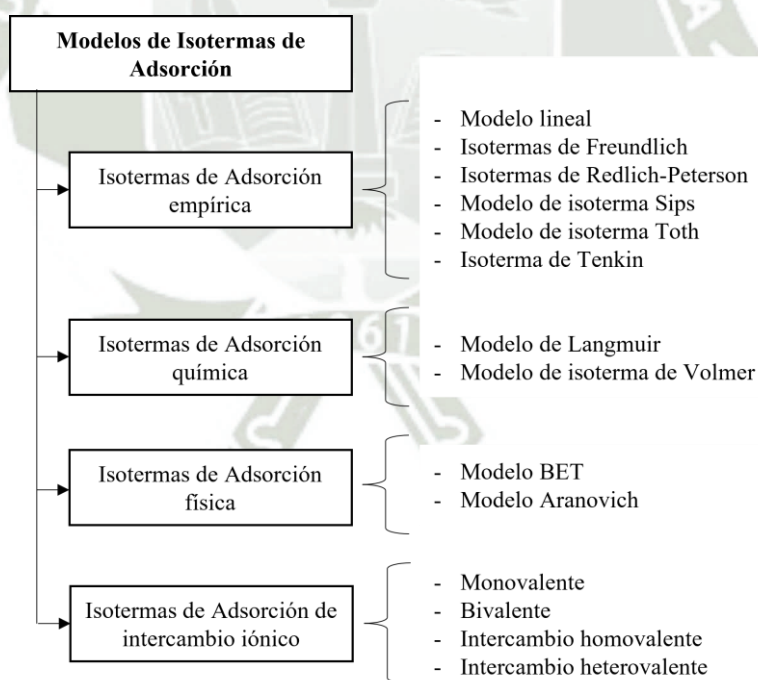 Modelos de Isotermas de
Adsorción
Isotermas de Adsorción
empírica
- Modelo lineal
- Isotermas de Freundlich
- Isotermas de Redlich-Peterson
- Modelo de isoterma Sips
- Modelo de isoterma Toth
- Isoterma de Tenkin
Isotermas de Adsorción
química
- Modelo de Langmuir
- Modelo de isoterma de Volmer
Isotermas de Adsorción
física
- Modelo BET
- Modelo Aranovich
Isotermas de Adsorción de
intercambio iónico
- Monovalente
- Bivalente
- Intercambio homovalente
- Intercambio heterovalente